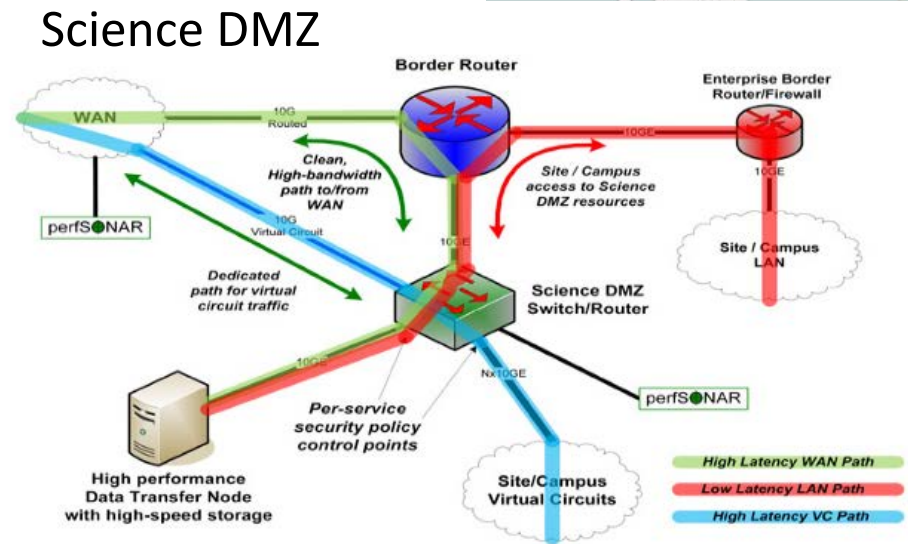 Science DMZ
Border Router
Enterprise Border
Router/Firewall
WAN
10G
Routed
10GE
Clean,
High-bandwidth
path to/from
WAN
Site / Campus
access to Science
DMZ resources
10GE
perfSONAR
10G
Virtual Circuit
10GE
Site / Campus
LAN
Dedicated
path for virtual
circuit traffic
Science DMZ
Switch/Router
10GE
Nx10GE
perfSONAR
Per-service
security policy
control points
High performance
Data Transfer Node
with high-speed storage
Site/Campus
Virtual Circuits
High Latency WAN Path
Low Latency LAN Path
High Latency VC Path